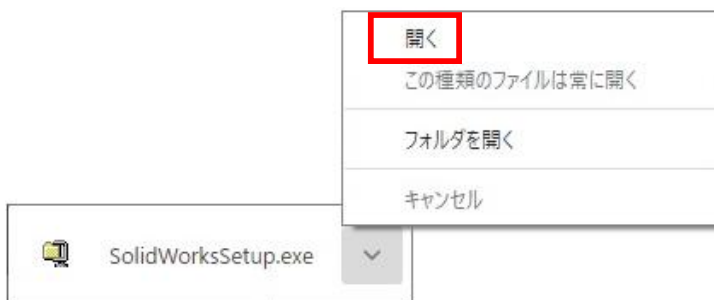 開く
この種類のファイルは常に開く
フォルダを開く
キャンセル
SolidWorksSetup.exe